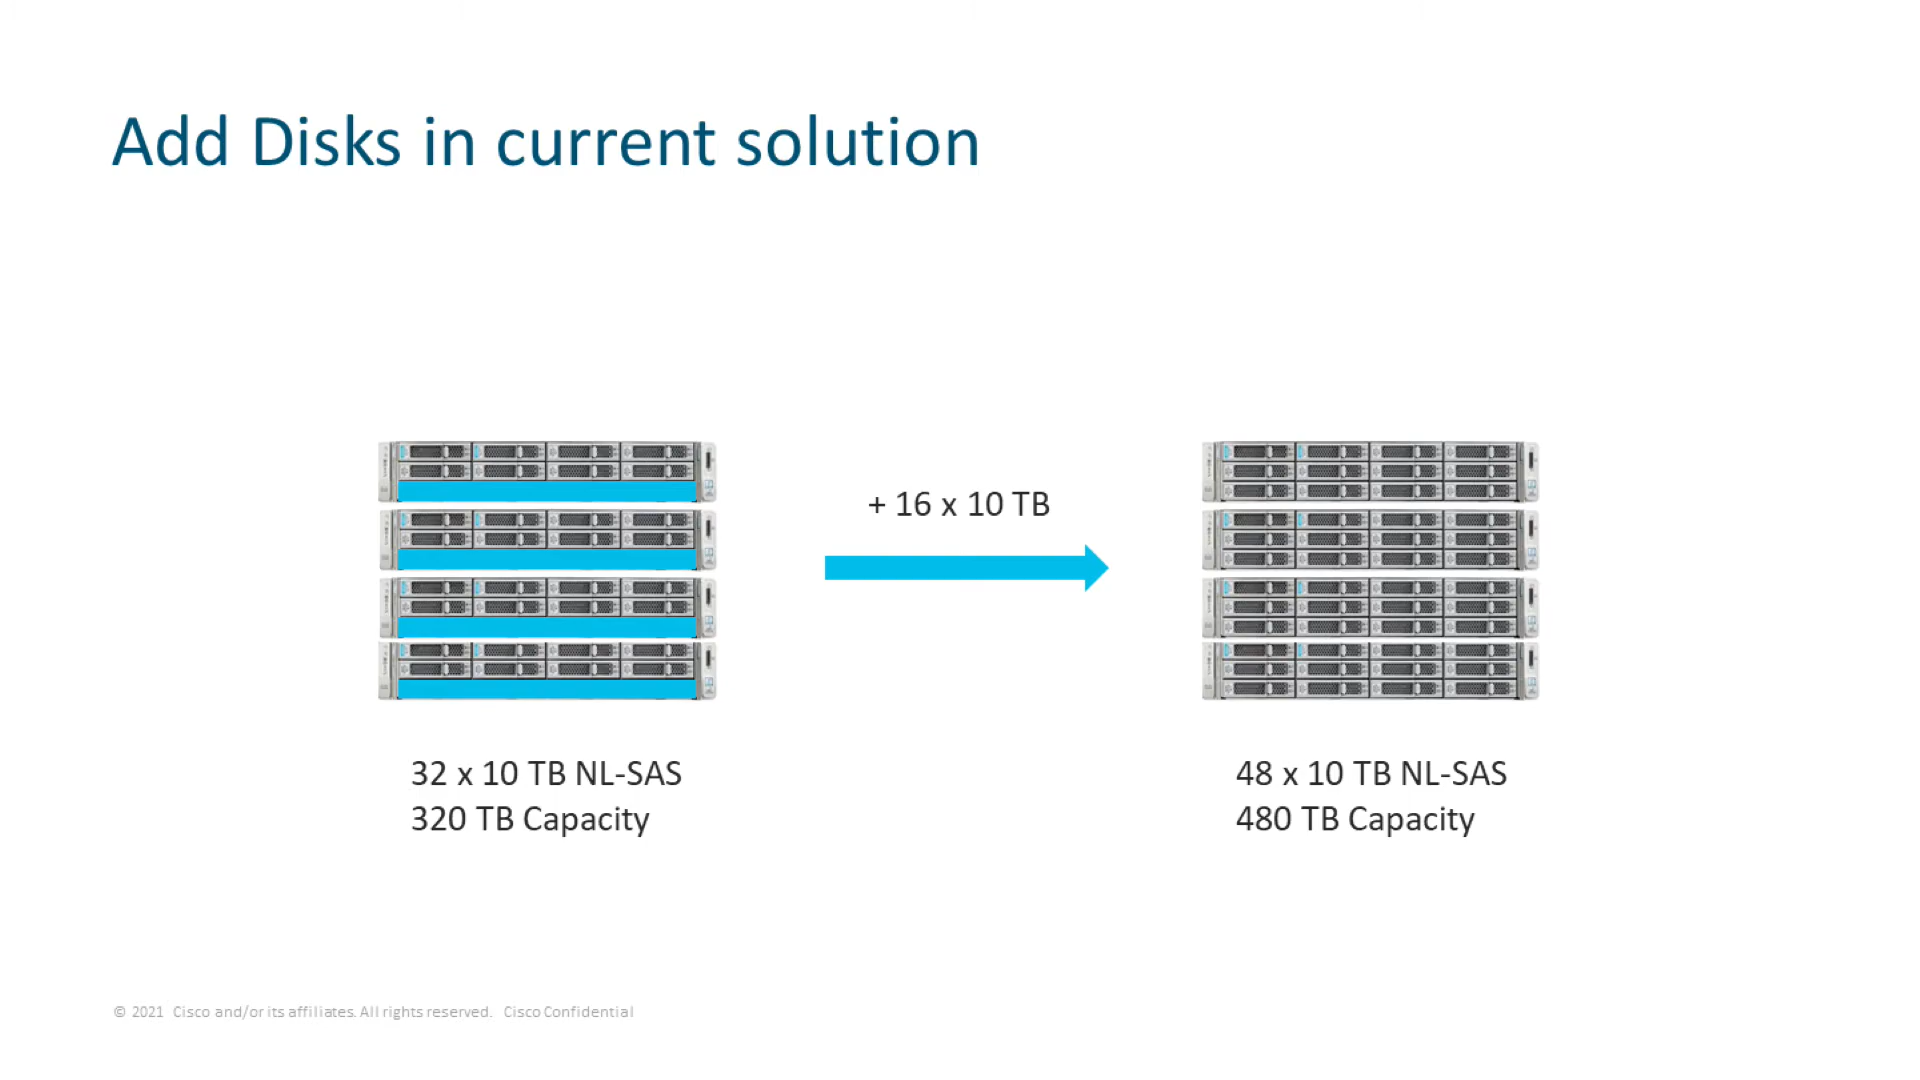 Add Disks in current solution
+ 16 x 10 TB
32 x 10 TB NL-SAS
320 TB Capacity
48 x 10 TB NL-SAS
480 TB Capacity
© 2021 Cisco and/or its affiliates. All rights reserved. Cisco Confidential